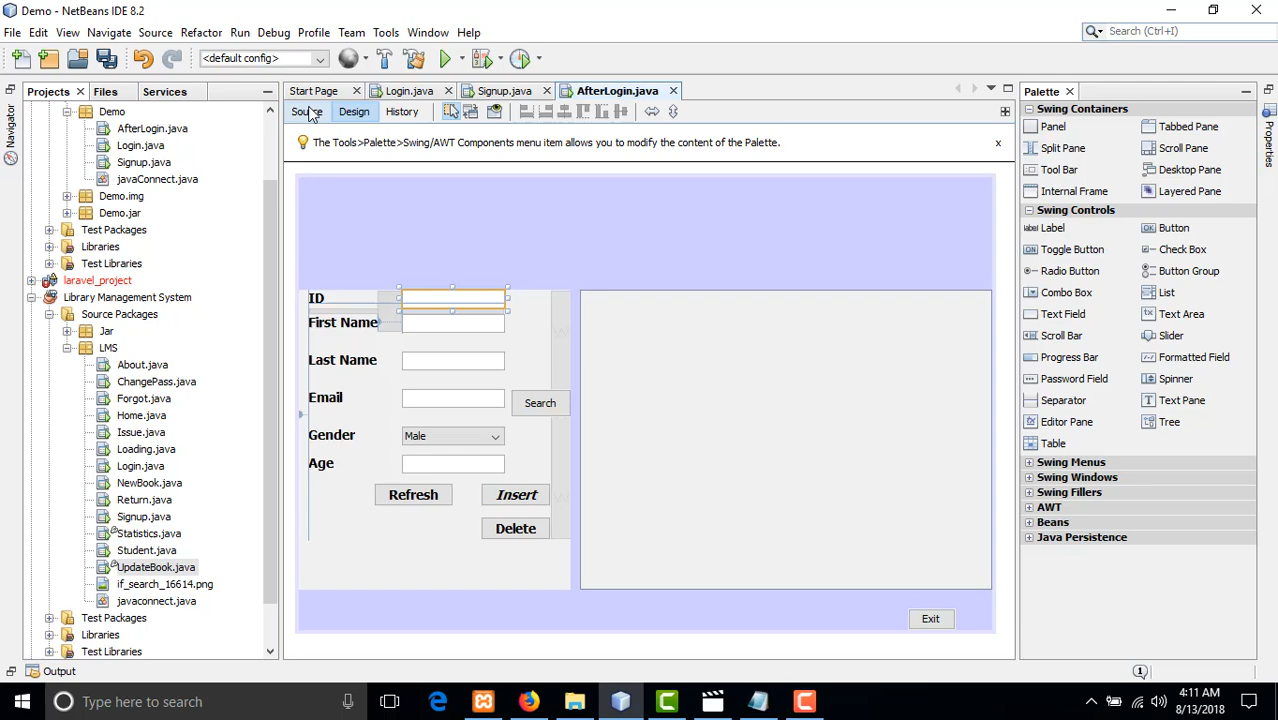 Demo - NetBeans IDE 8.2
File Edit View Navigate Source Refactor Run Debug Profile Team Tools Window Help
Search (Ctrl+I)
<default config>
Projects Files Services
Start Page Login.java Signup.java AfterLogin.java
Palette
Source Design History
The Tools>Palette>Swing/AWT Components menu item allows you to modify the content of the Palette.
Navigator
Demo
AfterLogin.java
Login.java
Signup.java
javaConnect.java
Demo.img
Demo.jar
Test Packages
Libraries
Test Libraries
laravel_project
Library Management System
Source Packages
Jar
LMS
About.java
ChangePass.java
Forgot.java
Home.java
Issue.java
Loading.java
Login.java
NewBook.java
Return.java
Signup.java
Statistics.java
Student.java
UpdateBook.java
if_search_16614.png
javaconnect.java
Test Packages
Libraries
Test Libraries
ID
First Name
Last Name
Email
Search
Gender
Male
Age
Refresh Insert
Delete
Exit
Swing Containers
Panel Tabbed Pane
Split Pane Scroll Pane
Tool Bar Desktop Pane
Internal Frame Layered Pane
Swing Controls
label Label OK Button
Toggle Button Check Box
Radio Button Button Group
Combo Box List
Text Field Text Area
Scroll Bar Slider
Progress Bar Formatted Field
Password Field Spinner
Separator Text Pane
Editor Pane Tree
Table
Swing Menus
Swing Windows
Swing Fillers
AWT
Beans
Java Persistence
Properties
Output
1
Type here to search
4:11 AM
8/13/2018